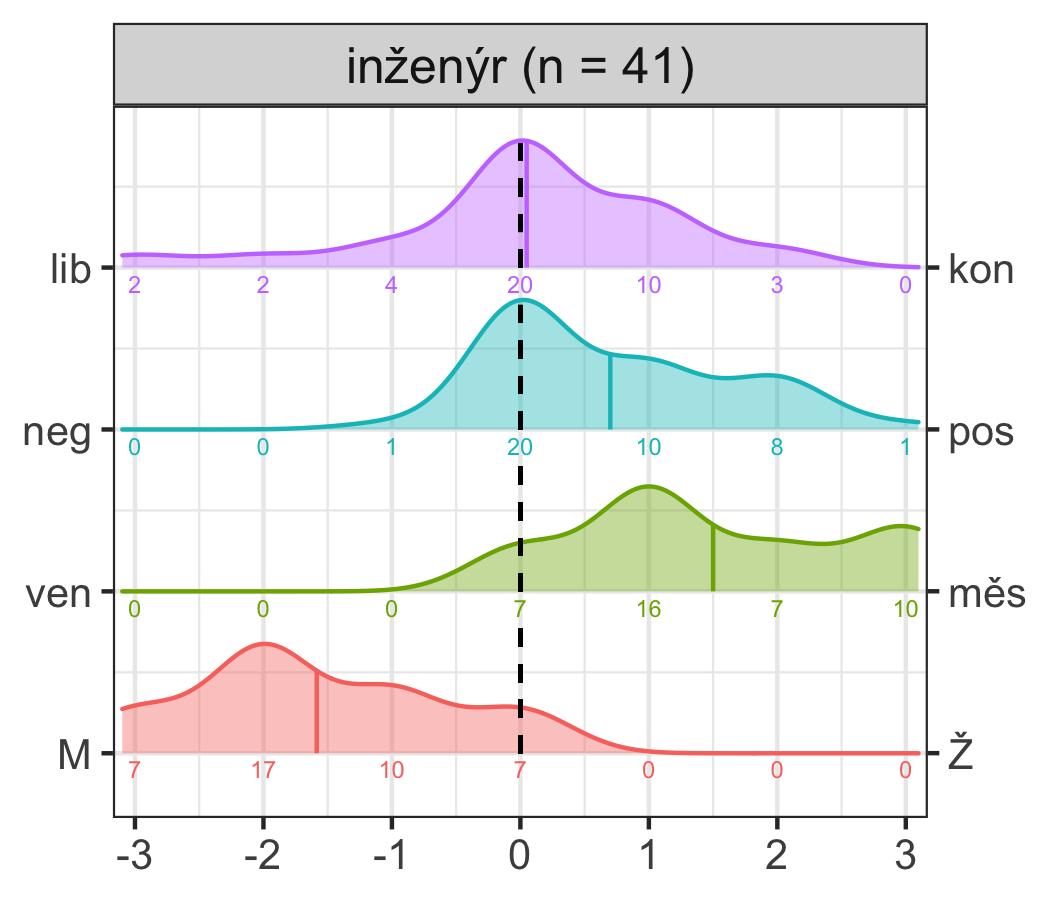 inženýr (n = 41)
lib kon
2 2 4 20 10 3 0
neg pos
0 0 1 20 10 8 1
ven měs
0 0 0 7 16 7 10
M Ž
7 17 10 7 0 0 0
-3 -2 -1 0 1 2 3